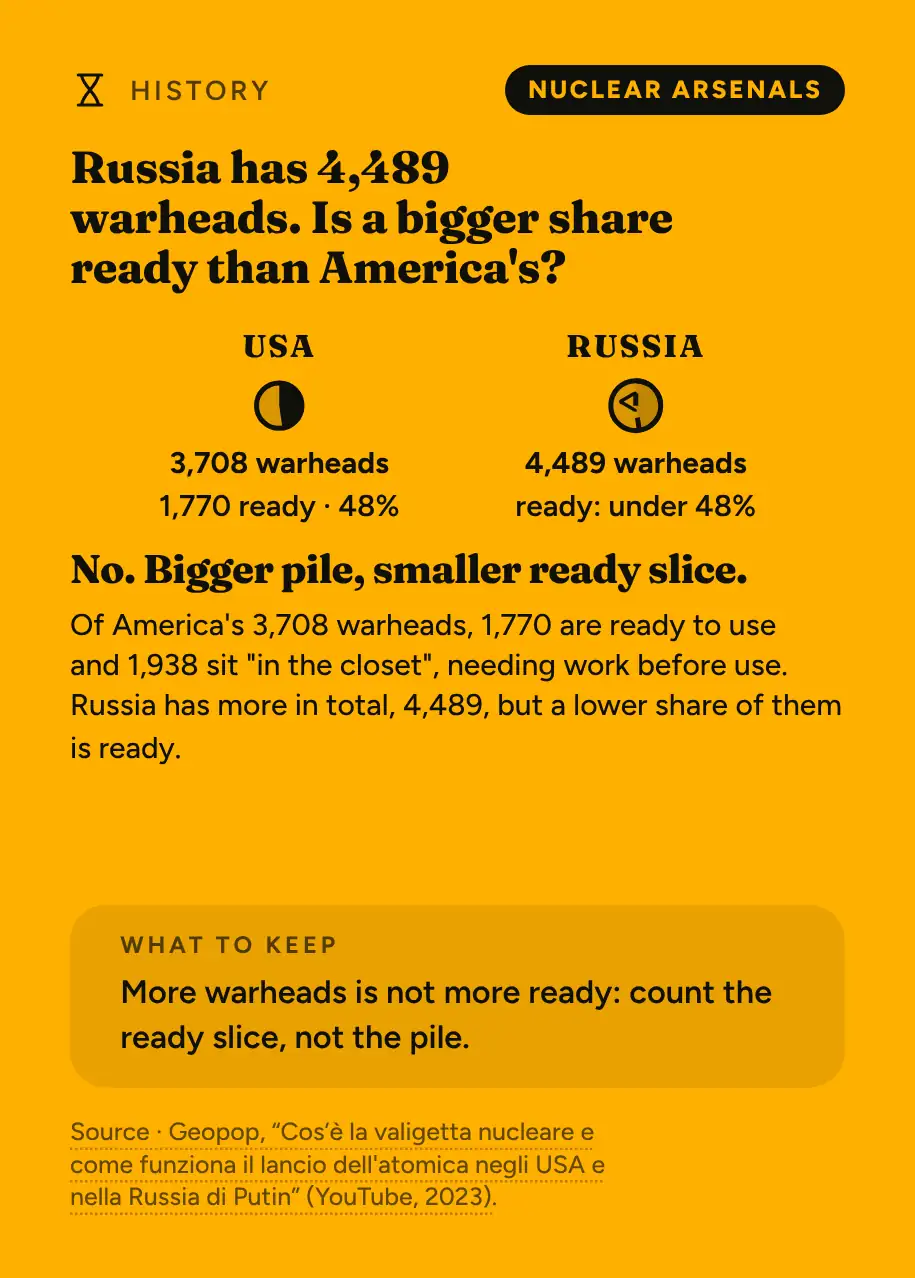 HISTORY
NUCLEAR ARSENALS
Russia has 4,489
warheads. Is a bigger share
ready than America's?
USA
RUSSIA
3,708 warheads
4,489 warheads
1,770 ready · 48%
ready: under 48%
No. Bigger pile, smaller ready slice.
Of America's 3,708 warheads, 1,770 are ready to use
and 1,938 sit "in the closet", needing work before use.
Russia has more in total, 4,489, but a lower share of them
is ready.
WHAT TO KEEP
More warheads is not more ready: count the
ready slice, not the pile.
Source · Geopop, “Cos’è la valigetta nucleare e
come funziona il lancio dell'atomica negli USA e
nella Russia di Putin” (YouTube, 2023).